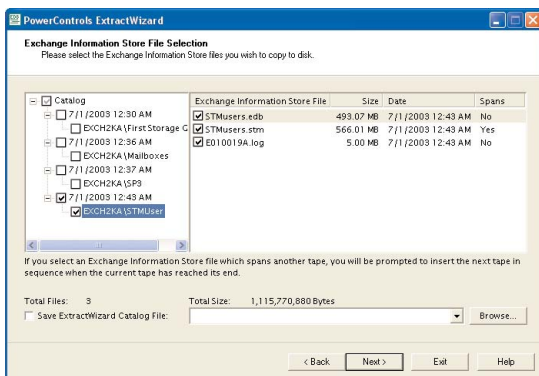 PowerControls ExtractWizard
Exchange Information Store File Selection
Please select the Exchange Information Store files you wish to copy to disk.
Catalog
7/1/2003 12:30 AM
EXCH2KA\First Storage G
7/1/2003 12:36 AM
EXCH2KA\Mailboxes
7/1/2003 12:37 AM
EXCH2KA\SP3
7/1/2003 12:43 AM
EXCH2KA\STMUser
Exchange Information Store File Size Date Spans
STMusers.edb 493.07 MB 7/1/2003 12:43 AM No
STMusers.stm 566.01 MB 7/1/2003 12:43 AM Yes
E010019A.log 5.00 MB 7/1/2003 12:43 AM No
If you select an Exchange Information Store file which spans another tape, you will be prompted to insert the next tape in
sequence when the current tape has reached its end.
Total Files: 3 Total Size: 1,115,770,880 Bytes
Save ExtractWizard Catalog File: Browse...
< Back Next > Exit Help